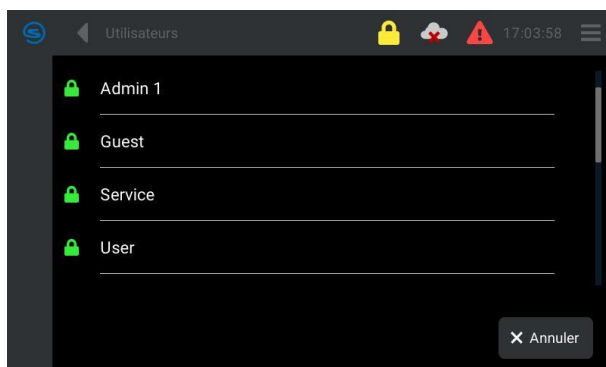 Utilisateurs 17:03:58
Admin 1
Guest
Service
User
Annuler